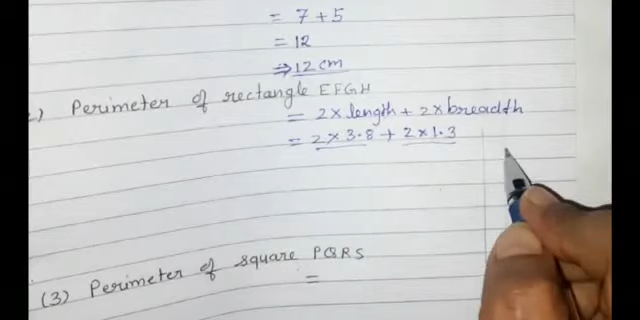 = 7 + 5
= 12
⇒ 12 cm
) Perimeter of rectangle EFGH
= 2 × length + 2 × breadth
= 2 × 3.8 + 2 × 1.3
(3) Perimeter of square PQRS
=